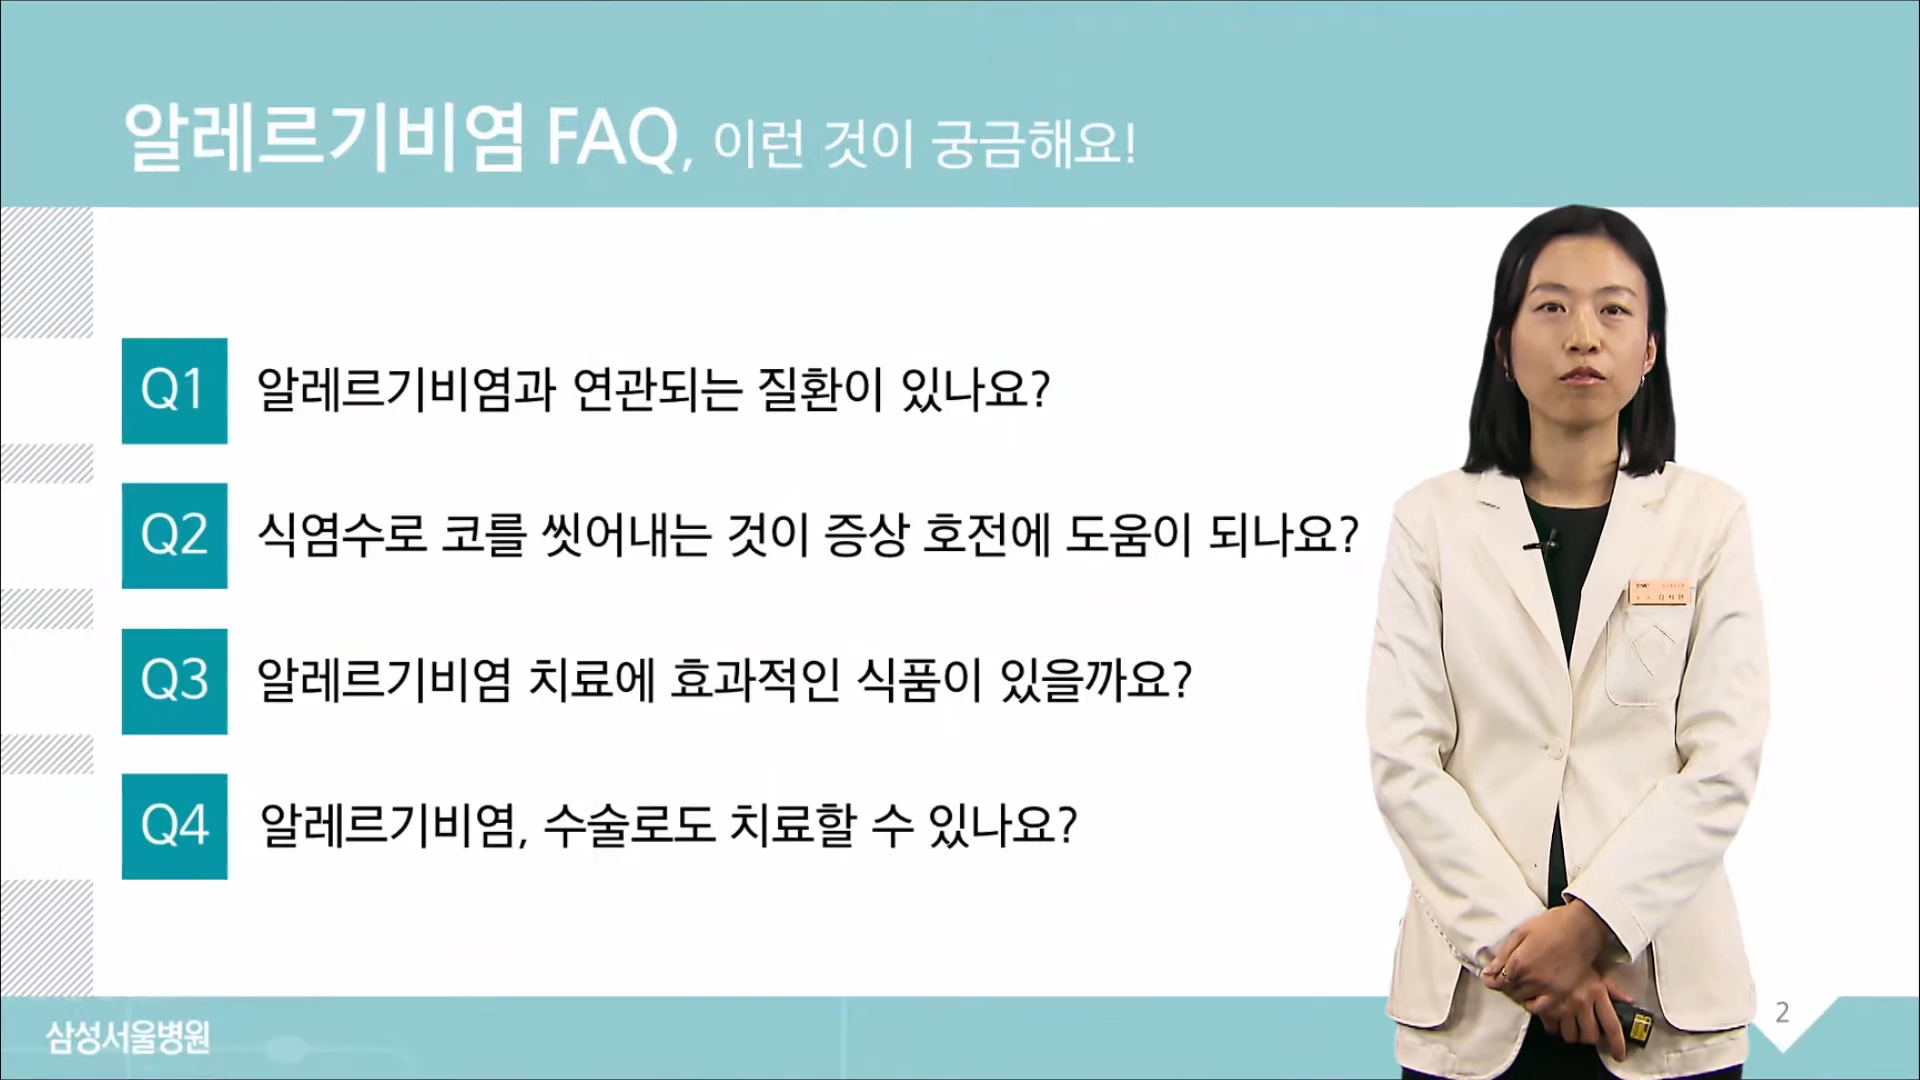 알레르기비염 FAQ, 이런 것이 궁금해요!
Q1 알레르기비염과 연관되는 질환이 있나요?
Q2 식염수로 코를 씻어내는 것이 증상 호전에 도움이 되나요?
Q3 알레르기비염 치료에 효과적인 식품이 있을까요?
Q4 알레르기비염, 수술로도 치료할 수 있나요?
삼성서울병원
2